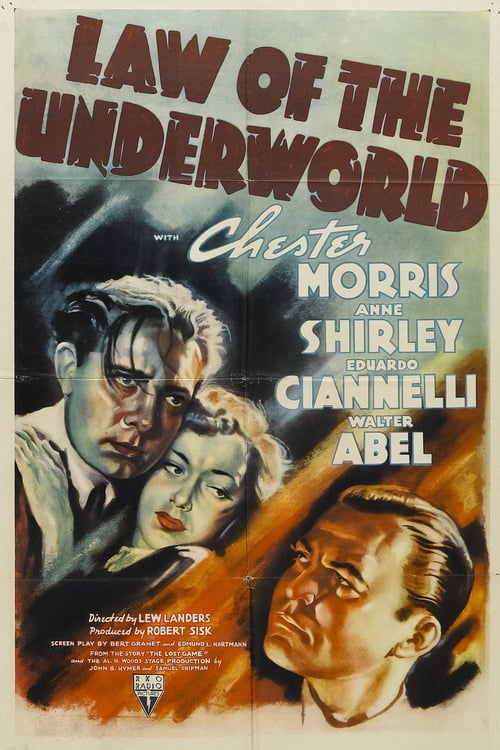 LAW OF THE
UNDERWORLD
WITH Chester
MORRIS
ANNE
SHIRLEY
EDUARDO
CIANNELLI
WALTER
ABEL
Directed by LEW LANDERS
Produced by ROBERT SISK
SCREEN PLAY BY BERT GRANET and EDMUND L. HARTMANN
FROM THE STORY "THE LOST GAME"
and THE AL. H. WOODS STAGE PRODUCTION by
JOHN B. HYMER and SAMUEL SHIPMAN
RKO
RADIO
PICTURES